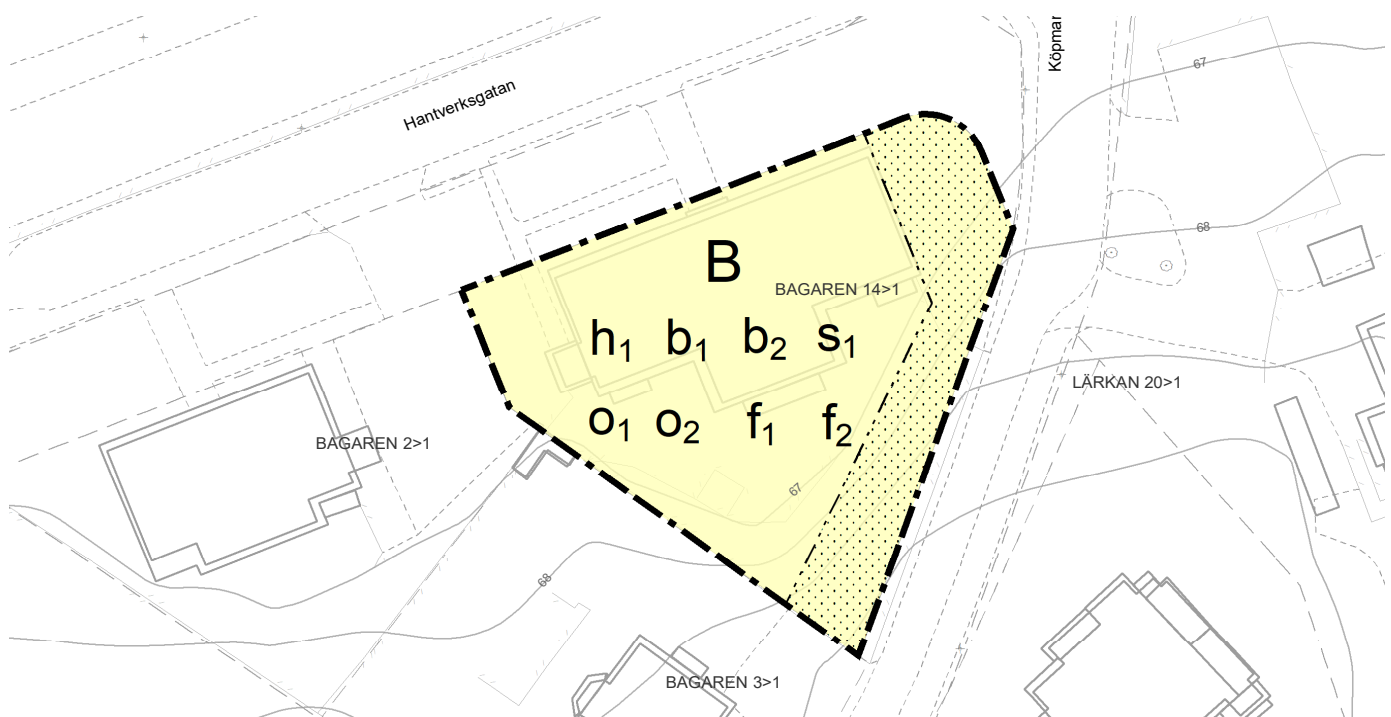 Hantverksgatan
Köpmar
67
68
B
BAGAREN 14>1
h₁ b₁ b₂ s₁
LÄRKAN 20>1
o₁ o₂ f₁ f₂
BAGAREN 2>1
67
68
BAGAREN 3>1